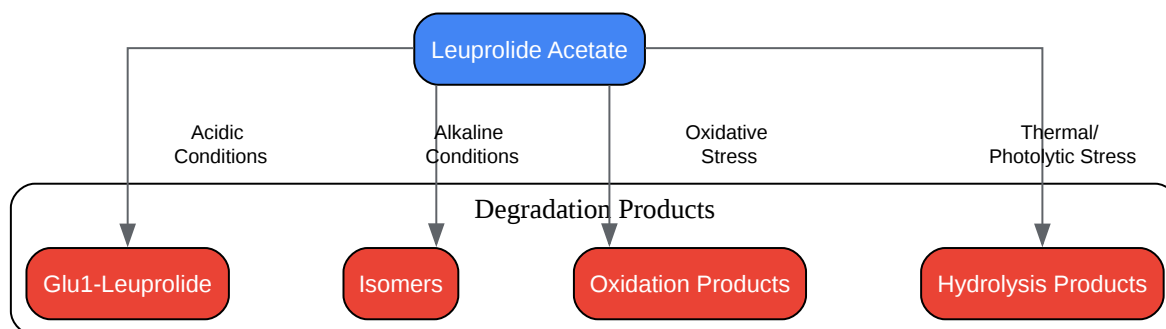 Leuprolide Acetate
Acidic
Conditions
Alkaline
Conditions
Oxidative
Stress
Thermal/
Photolytic Stress
Degradation Products
Glu1-Leuprolide
Isomers
Oxidation Products
Hydrolysis Products